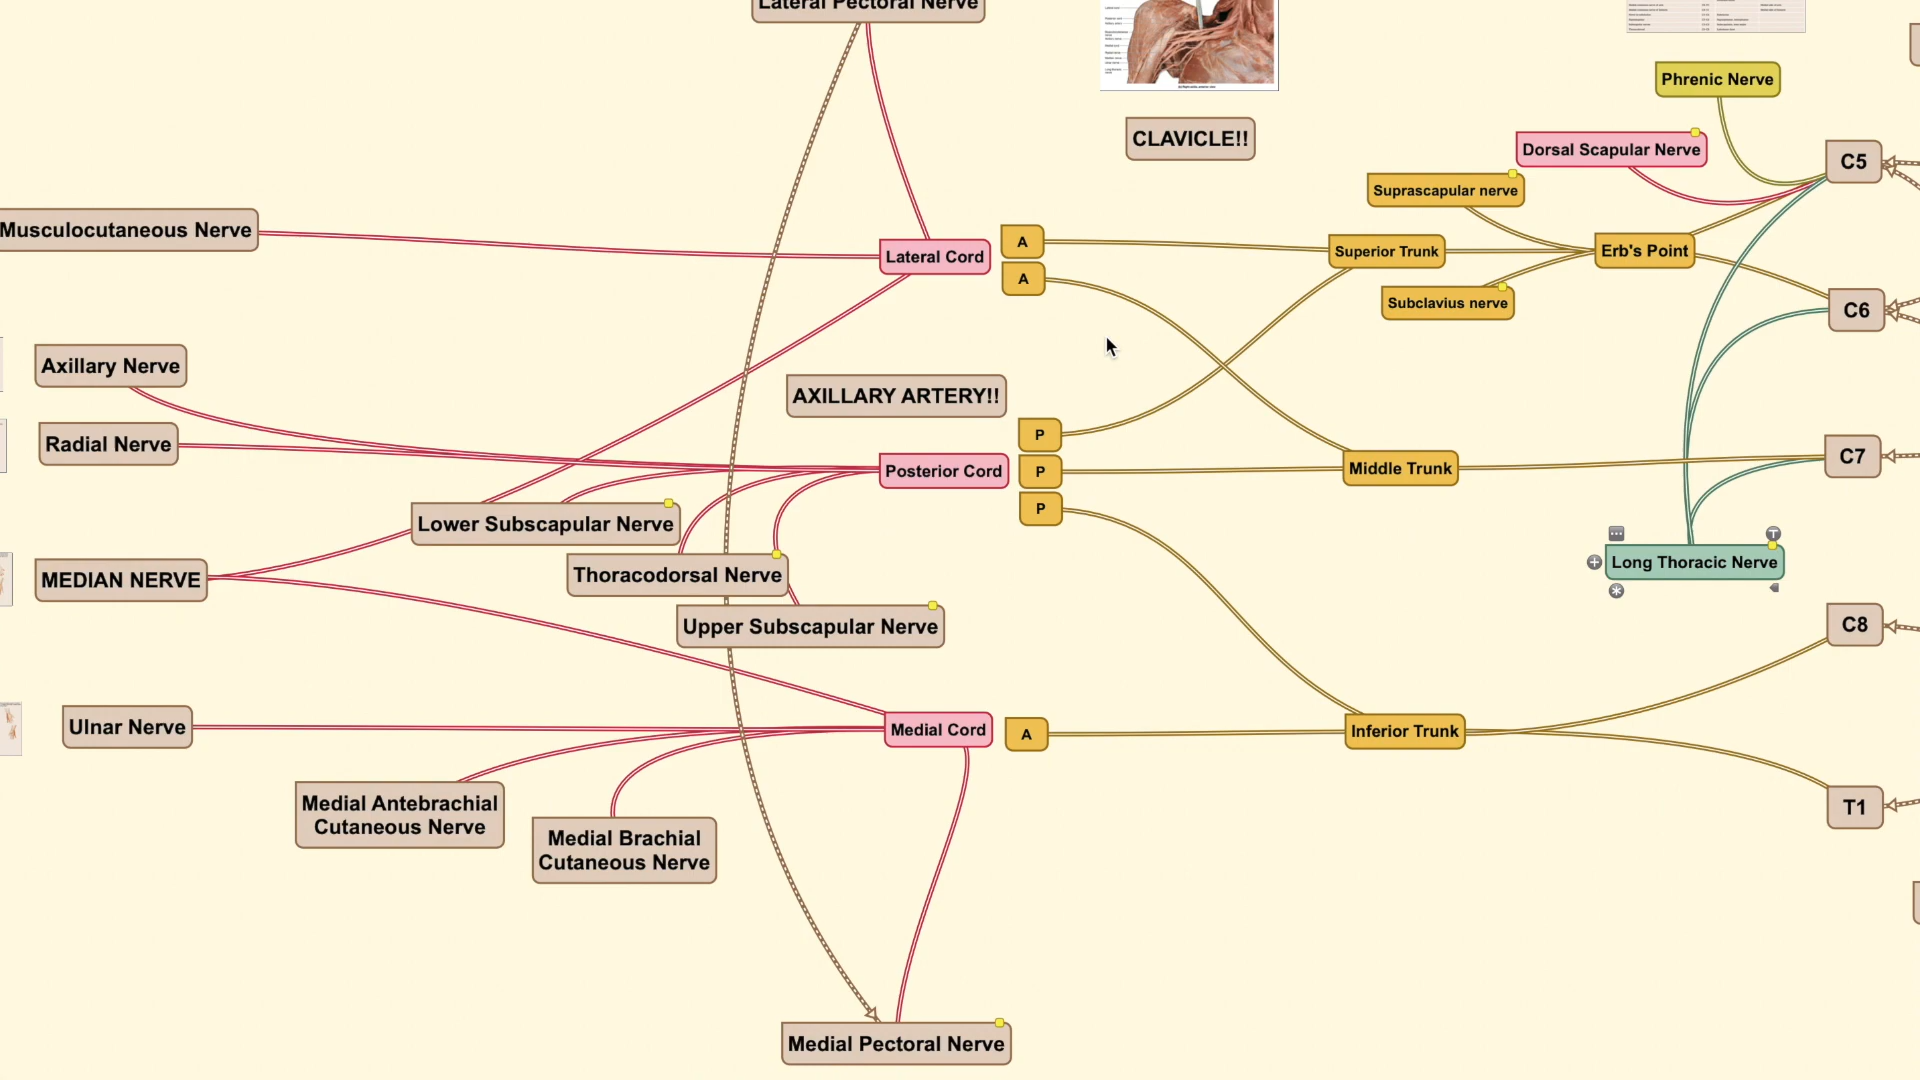 Lateral Pectoral Nerve
Phrenic Nerve
CLAVICLE!!
Dorsal Scapular Nerve
C5
Suprascapular nerve
Musculocutaneous Nerve
Lateral Cord
A
A
Superior Trunk
Erb's Point
Subclavius nerve
C6
Axillary Nerve
AXILLARY ARTERY!!
Radial Nerve
Posterior Cord
P
P
P
Middle Trunk
C7
Lower Subscapular Nerve
MEDIAN NERVE
Thoracodorsal Nerve
Long Thoracic Nerve
T
Upper Subscapular Nerve
C8
Ulnar Nerve
Medial Cord
A
Inferior Trunk
Medial Antebrachial
Cutaneous Nerve
Medial Brachial
Cutaneous Nerve
T1
Medial Pectoral Nerve